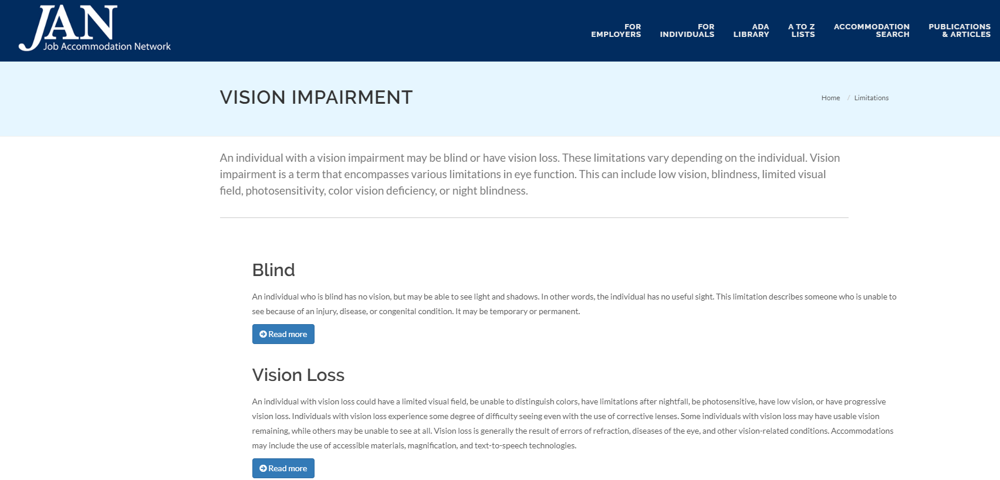 JAN
Job Accommodation Network
FOR EMPLOYERS
FOR INDIVIDUALS
ADA LIBRARY
A TO Z LISTS
ACCOMMODATION SEARCH
PUBLICATIONS & ARTICLES
VISION IMPAIRMENT
Home / Limitations
An individual with a vision impairment may be blind or have vision loss. These limitations vary depending on the individual. Vision
impairment is a term that encompasses various limitations in eye function. This can include low vision, blindness, limited visual
field, photosensitivity, color vision deficiency, or night blindness.
Blind
An individual who is blind has no vision, but may be able to see light and shadows. In other words, the individual has no useful sight. This limitation describes someone who is unable to
see because of an injury, disease, or congenital condition. It may be temporary or permanent.
Read more
Vision Loss
An individual with vision loss could have a limited visual field, be unable to distinguish colors, have limitations after nightfall, be photosensitive, have low vision, or have progressive
vision loss. Individuals with vision loss experience some degree of difficulty seeing even with the use of corrective lenses. Some individuals with vision loss may have usable vision
remaining, while others may be unable to see at all. Vision loss is generally the result of errors of refraction, diseases of the eye, and other vision-related conditions. Accommodations
may include the use of accessible materials, magnification, and text-to-speech technologies.
Read more